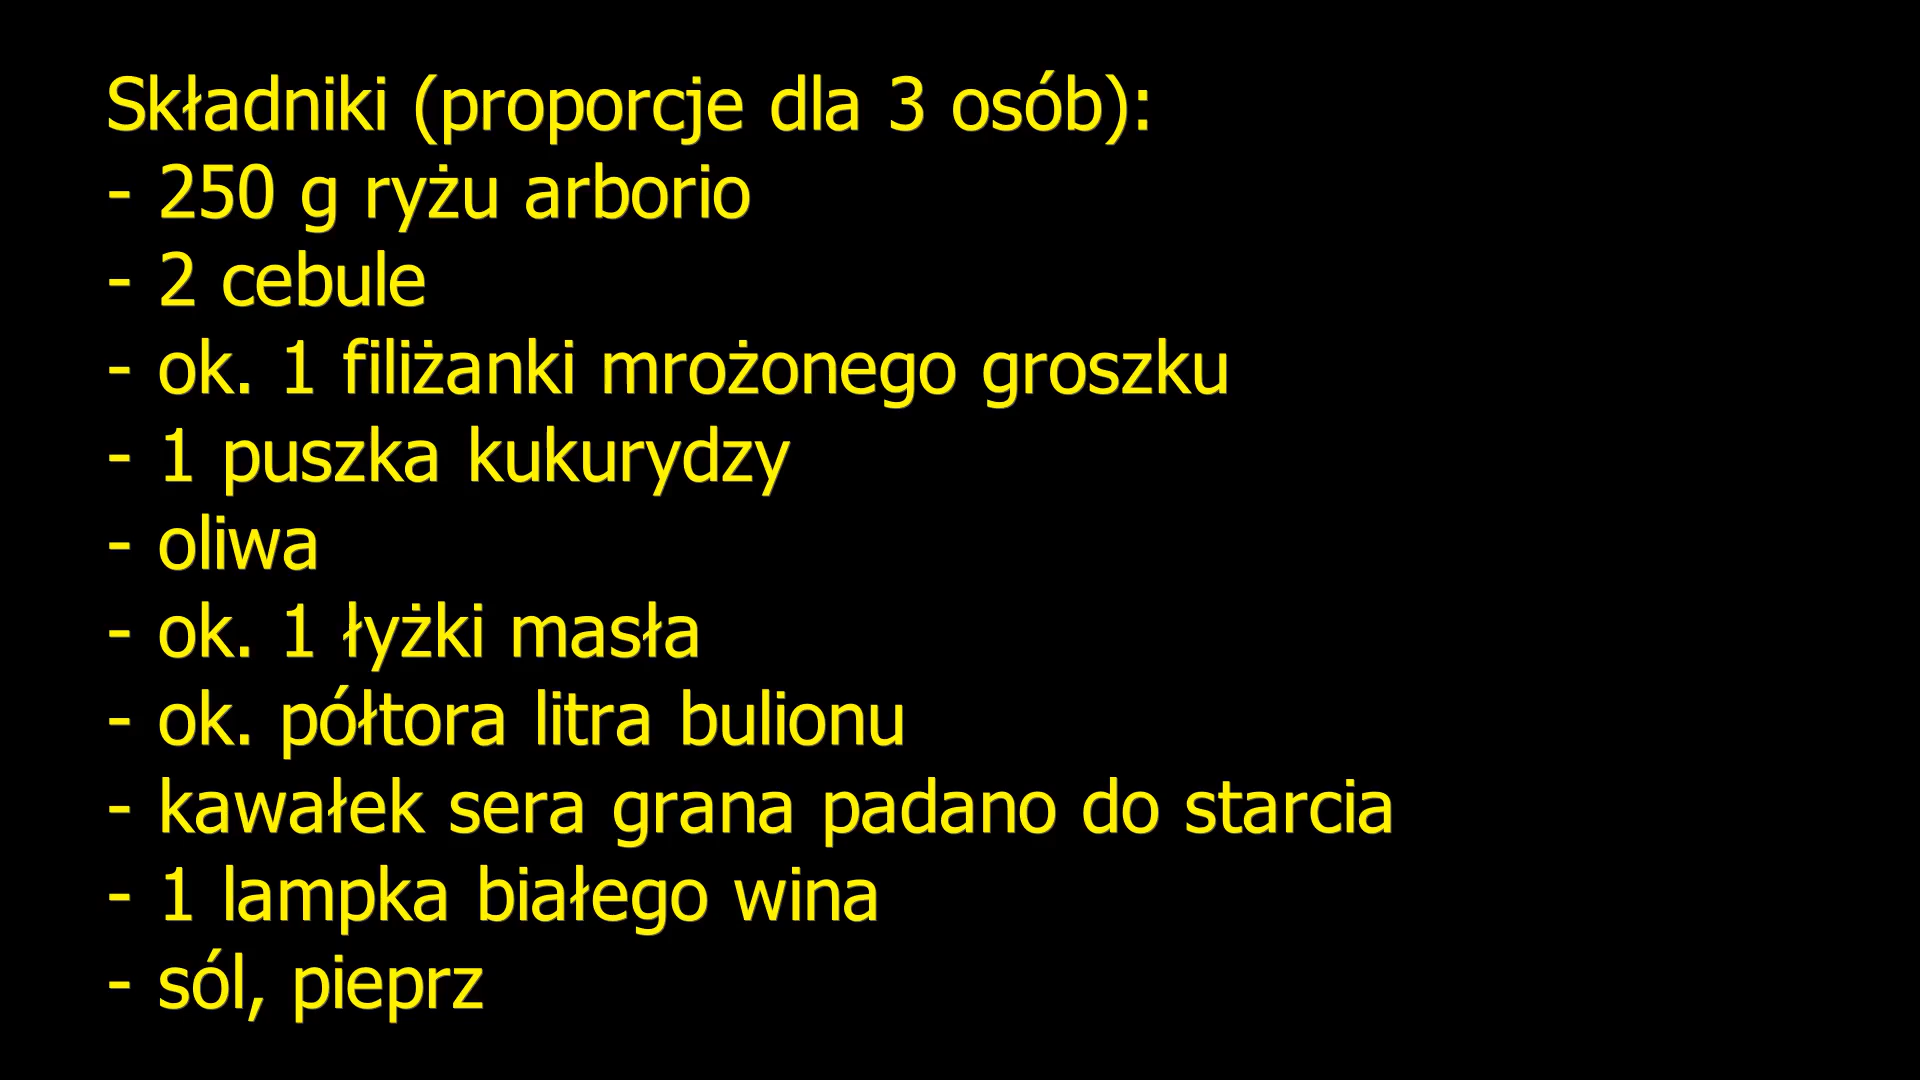 Składniki (proporcje dla 3 osób):
- 250 g ryżu arborio
- 2 cebule
- ok. 1 filiżanki mrożonego groszku
- 1 puszka kukurydzy
- oliwa
- ok. 1 łyżki masła
- ok. półtora litra bulionu
- kawałek sera grana padano do starcia
- 1 lampka białego wina
- sól, pieprz